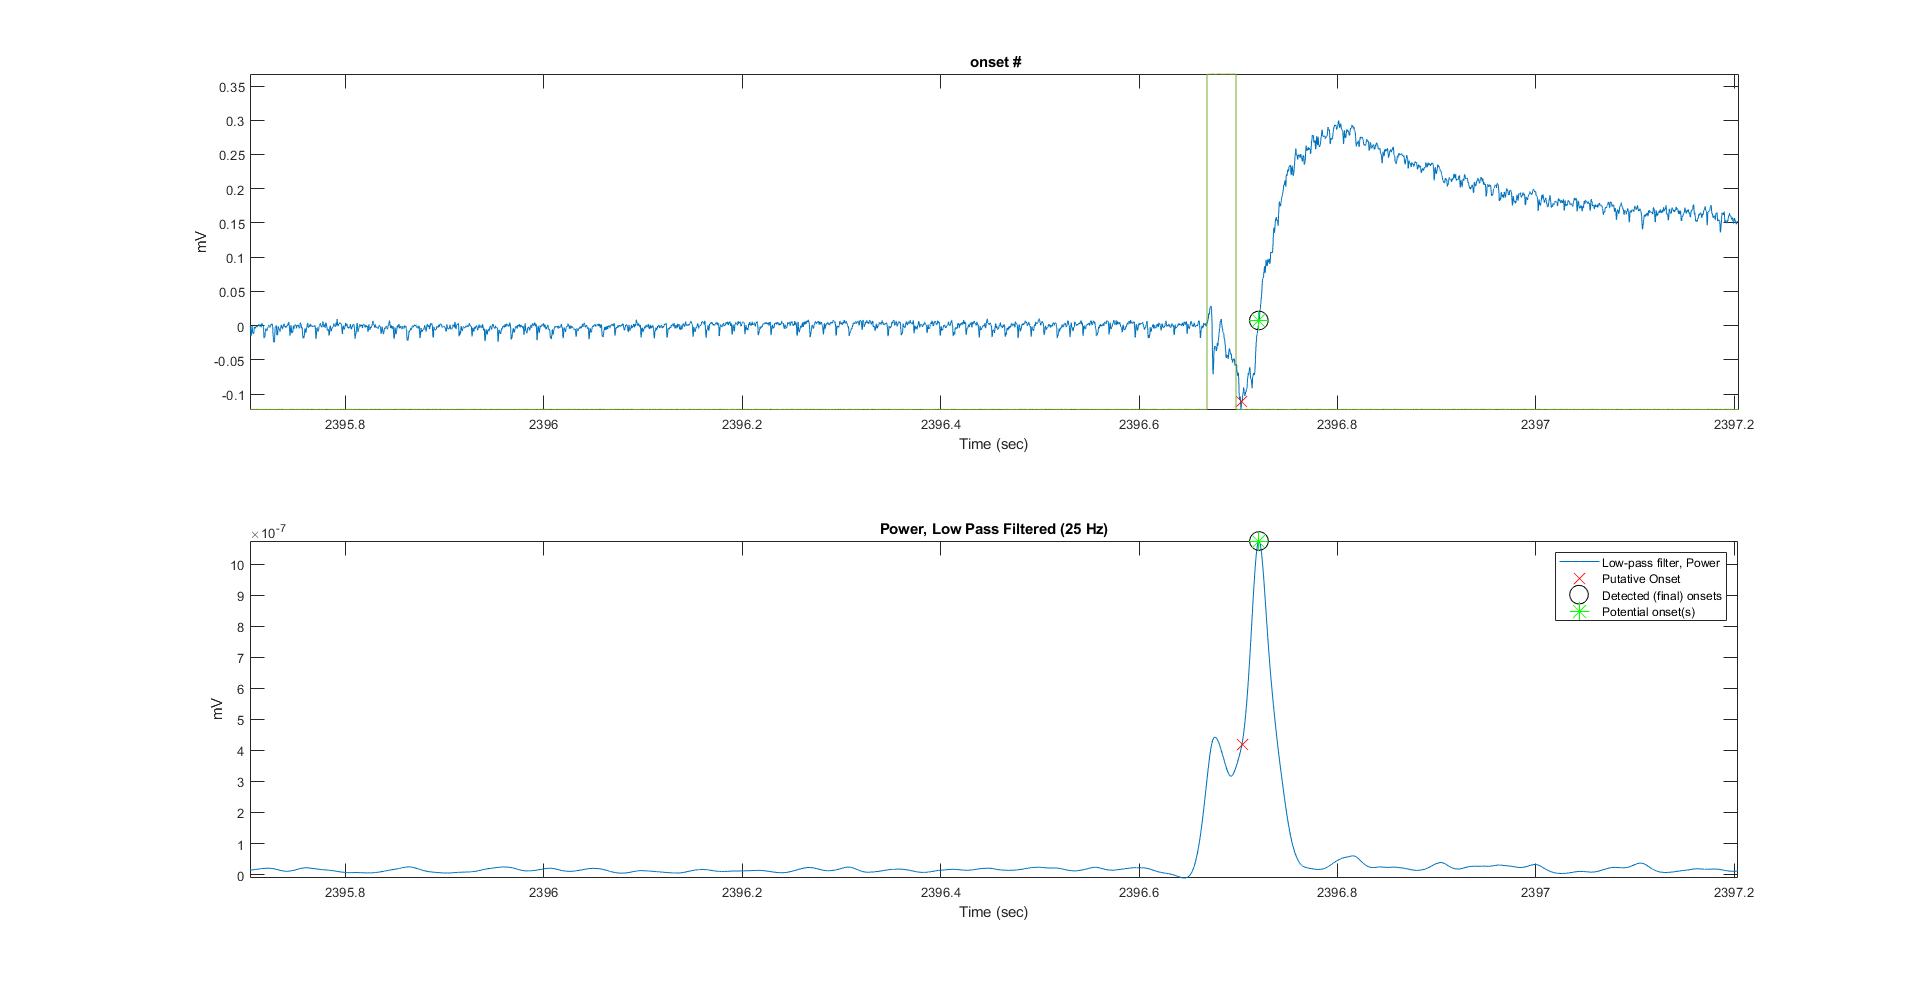 onset #
0.35
0.3
0.25
0.2
0.15
0.1
0.05
0
-0.05
-0.1
mV
2395.8 2396 2396.2 2396.4 2396.6 2396.8 2397 2397.2
Time (sec)
Power, Low Pass Filtered (25 Hz)
×10-7
10
9
8
7
6
5
4
3
2
1
0
mV
Low-pass filter, Power
Putative Onset
Detected (final) onsets
Potential onset(s)
2395.8 2396 2396.2 2396.4 2396.6 2396.8 2397 2397.2
Time (sec)